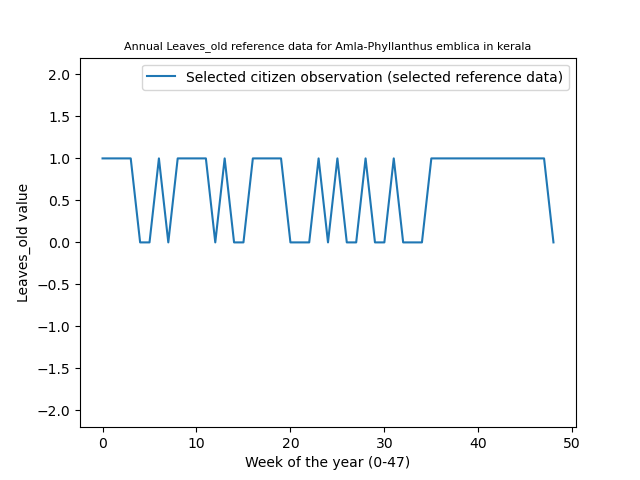 Annual Leaves_old reference data for Amla-Phyllanthus emblica in kerala
Selected citizen observation (selected reference data)
2.0
1.5
1.0
0.5
0.0
−0.5
−1.0
−1.5
−2.0
Leaves_old value
0 10 20 30 40 50
Week of the year (0-47)